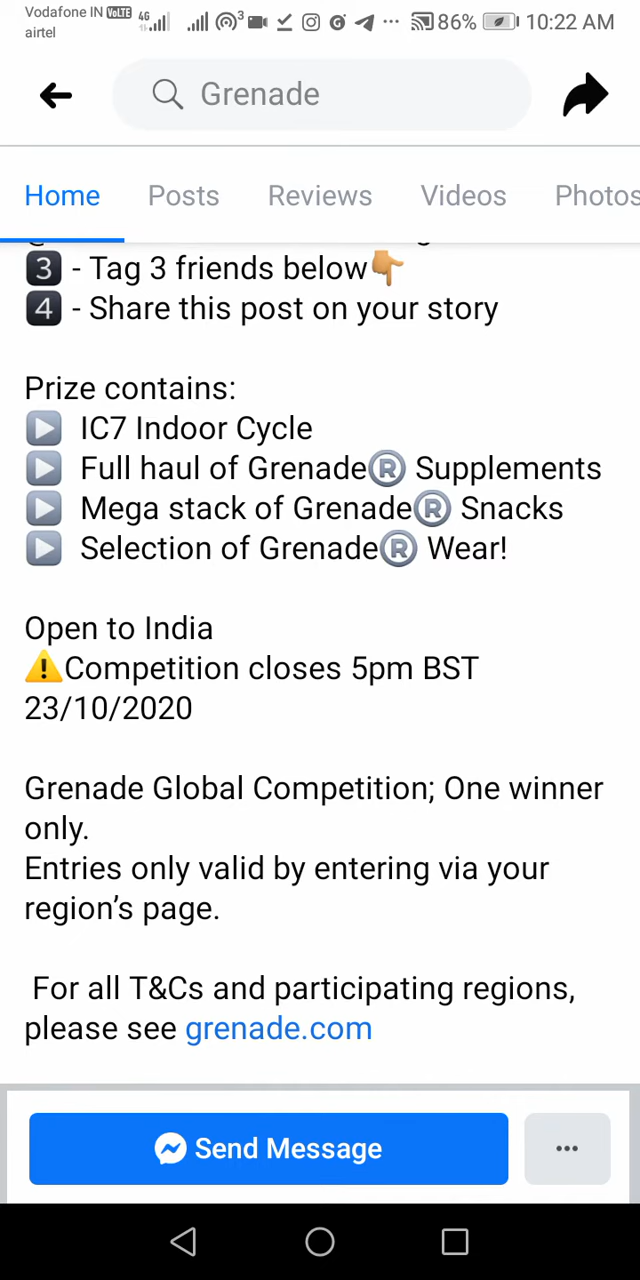 Vodafone IN VoLTE 4G 3 ... 86% 10:22 AM
airtel
Grenade
Home Posts Reviews Videos Photos
3 - Tag 3 friends below👇🏽
4 - Share this post on your story
Prize contains:
▶ IC7 Indoor Cycle
▶ Full haul of Grenade® Supplements
▶ Mega stack of Grenade® Snacks
▶ Selection of Grenade® Wear!
Open to India
⚠Competition closes 5pm BST
23/10/2020
Grenade Global Competition; One winner
only.
Entries only valid by entering via your
region’s page.
For all T&Cs and participating regions,
please see grenade.com
Send Message ...